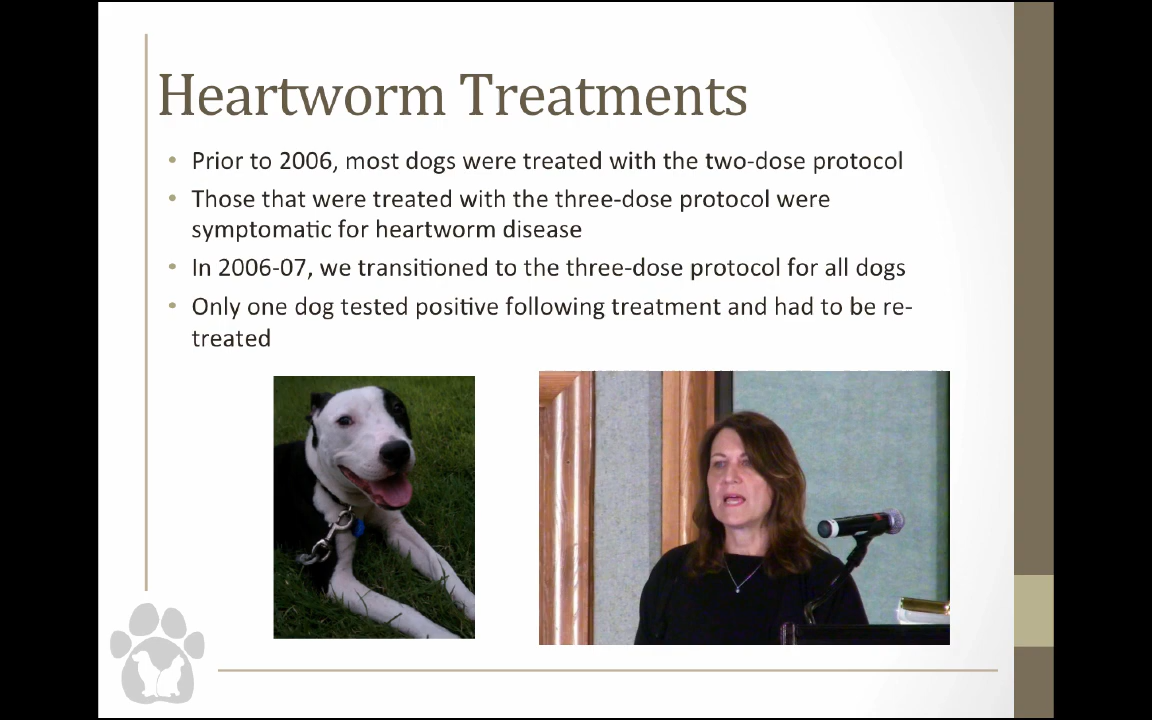 Heartworm Treatments
• Prior to 2006, most dogs were treated with the two-dose protocol
• Those that were treated with the three-dose protocol were
symptomatic for heartworm disease
• In 2006-07, we transitioned to the three-dose protocol for all dogs
• Only one dog tested positive following treatment and had to be re-
treated